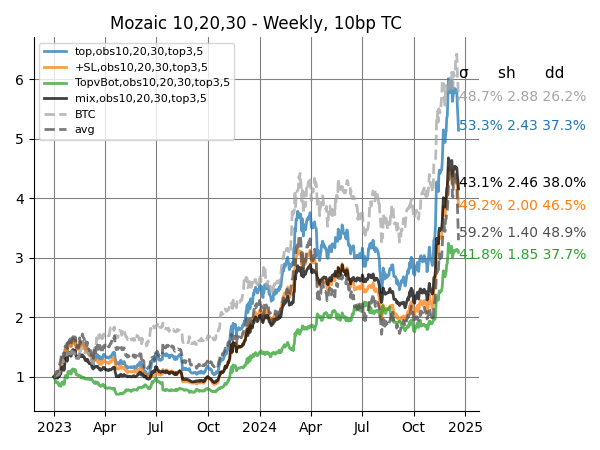 Mozaic 10,20,30 - Weekly, 10bp TC
top,obs10,20,30,top3,5
+SL,obs10,20,30,top3,5
TopvBot,obs10,20,30,top3,5
mix,obs10,20,30,top3,5
BTC
avg
σ sh dd
48.7% 2.88 26.2%
53.3% 2.43 37.3%
43.1% 2.46 38.0%
49.2% 2.00 46.5%
59.2% 1.40 48.9%
41.8% 1.85 37.7%
6
5
4
3
2
1
2023 Apr Jul Oct 2024 Apr Jul Oct 2025